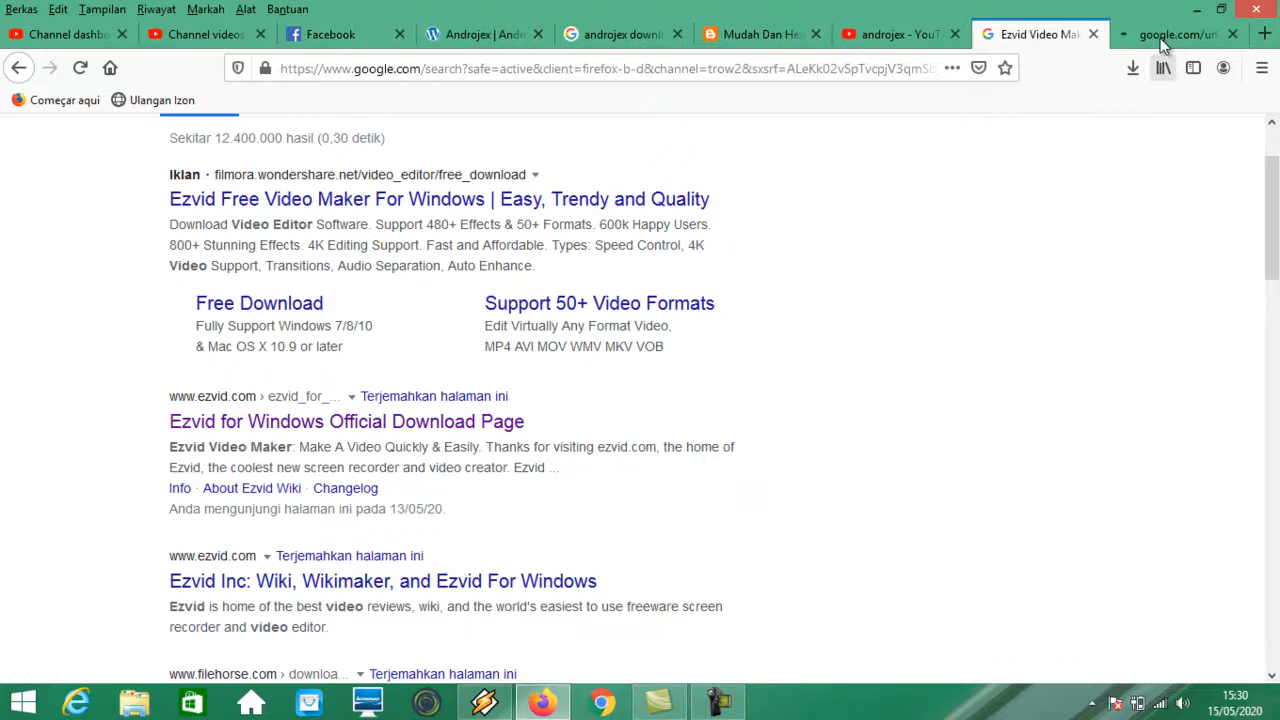 Berkas Edit Tampilan Riwayat Markah Alat Bantuan
Channel dashbo Channel videos Facebook Androjex | Andro androjex downl Mudah Dan He androjex - YouT Ezvid Video Mak google.com/url
https://www.google.com/search?safe=active&client=firefox-b-d&channel=trow2&sxsrf=ALeKk02vSpTvcpjV3qmSb
Começar aqui Ulangan Izon
Sekitar 12.400.000 hasil (0,30 detik)
Iklan · filmora.wondershare.net/video_editor/free_download
Ezvid Free Video Maker For Windows | Easy, Trendy and Quality
Download Video Editor Software. Support 480+ Effects & 50+ Formats. 600k Happy Users.
800+ Stunning Effects. 4K Editing Support. Fast and Affordable. Types: Speed Control, 4K
Video Support, Transitions, Audio Separation, Auto Enhance.
Free Download Support 50+ Video Formats
Fully Support Windows 7/8/10 Edit Virtually Any Format Video,
& Mac OS X 10.9 or later MP4 AVI MOV WMV MKV VOB
www.ezvid.com › ezvid_for_... Terjemahkan halaman ini
Ezvid for Windows Official Download Page
Ezvid Video Maker. Make A Video Quickly & Easily. Thanks for visiting ezvid.com, the home of
Ezvid, the coolest new screen recorder and video creator. Ezvid ...
Info · About Ezvid Wiki · Changelog
Anda mengunjungi halaman ini pada 13/05/20.
www.ezvid.com Terjemahkan halaman ini
Ezvid Inc: Wiki, Wikimaker, and Ezvid For Windows
Ezvid is home of the best video reviews, wiki, and the world's easiest to use freeware screen
recorder and video editor.
www.filehorse.com › downloa... Terjemahkan halaman ini
15:30
15/05/2020